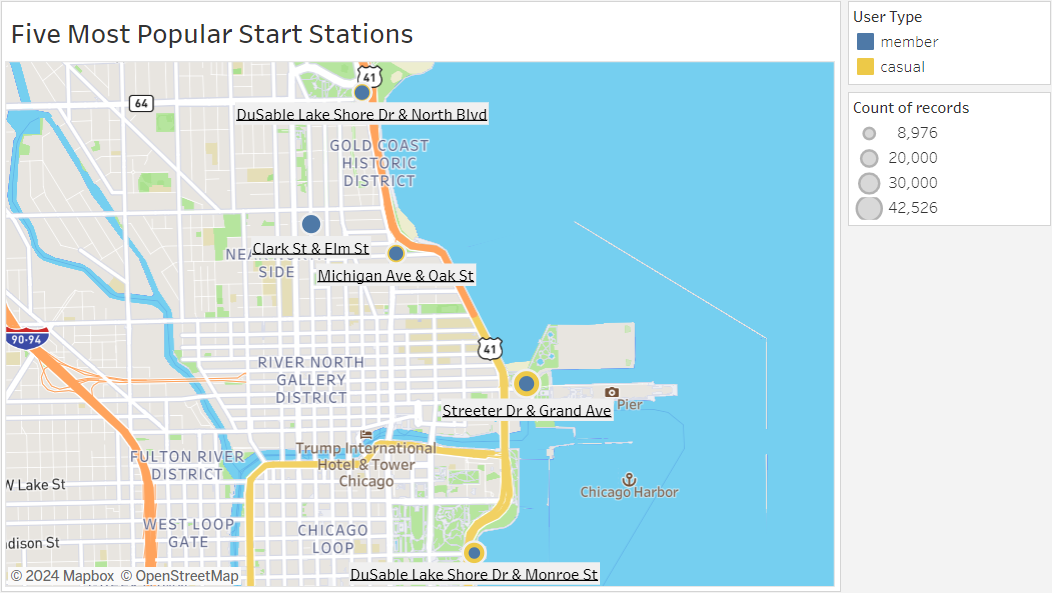 Five Most Popular Start Stations
41
64
DuSable Lake Shore Dr & North Blvd
GOLD COAST
HISTORIC
DISTRICT
Clark St & Elm St
SIDE
Michigan Ave & Oak St
90-94
41
RIVER NORTH
GALLERY
DISTRICT
Streeter Dr & Grand Ave
Pier
Trump International
Hotel & Tower
Chicago
FULTON RIVER
DISTRICT
W Lake St
Chicago Harbor
WEST LOOP
GATE
CHICAGO
LOOP
dison St
DuSable Lake Shore Dr & Monroe St
© 2024 Mapbox © OpenStreetMap
User Type
member
casual
Count of records
8,976
20,000
30,000
42,526